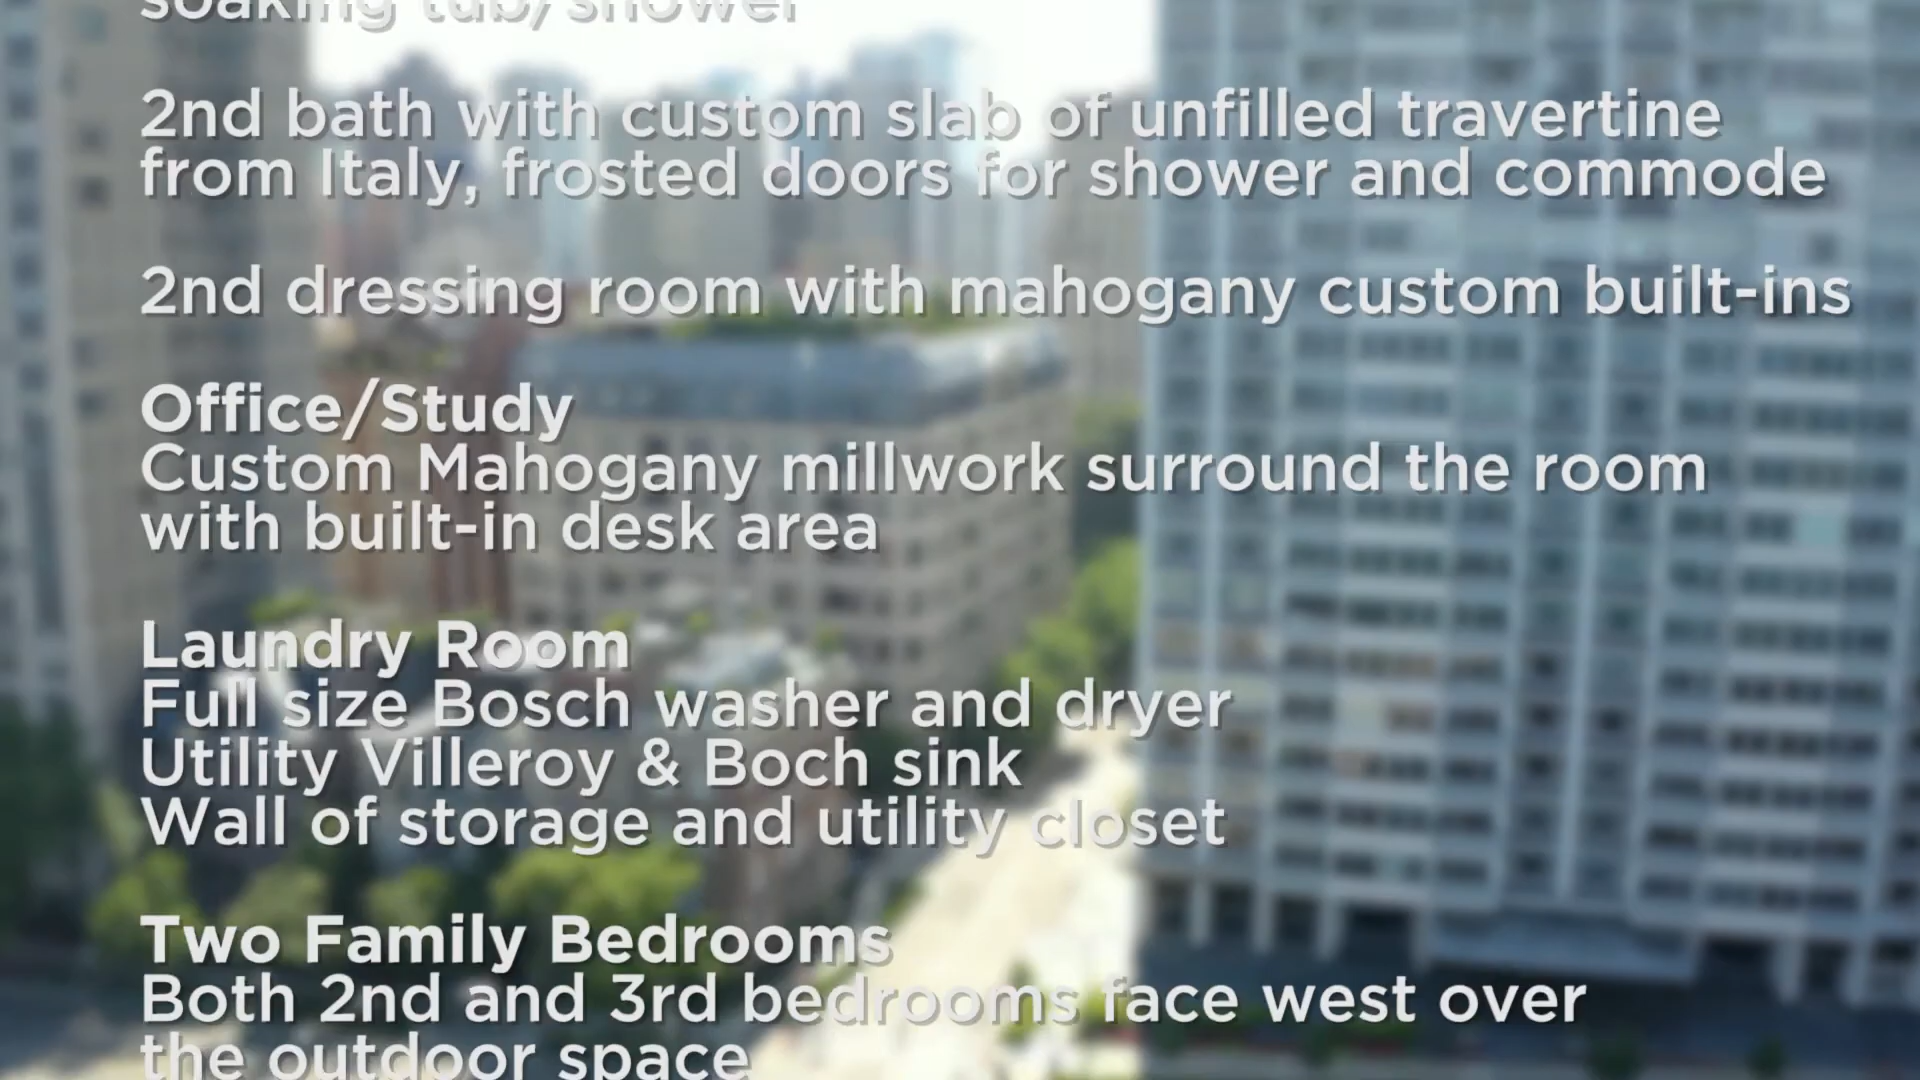 soaking tub/shower
2nd bath with custom slab of unfilled travertine
from Italy, frosted doors for shower and commode
2nd dressing room with mahogany custom built-ins
Office/Study
Custom Mahogany millwork surround the room
with built-in desk area
Laundry Room
Full size Bosch washer and dryer
Utility Villeroy & Boch sink
Wall of storage and utility closet
Two Family Bedrooms
Both 2nd and 3rd bedrooms face west over
the outdoor space